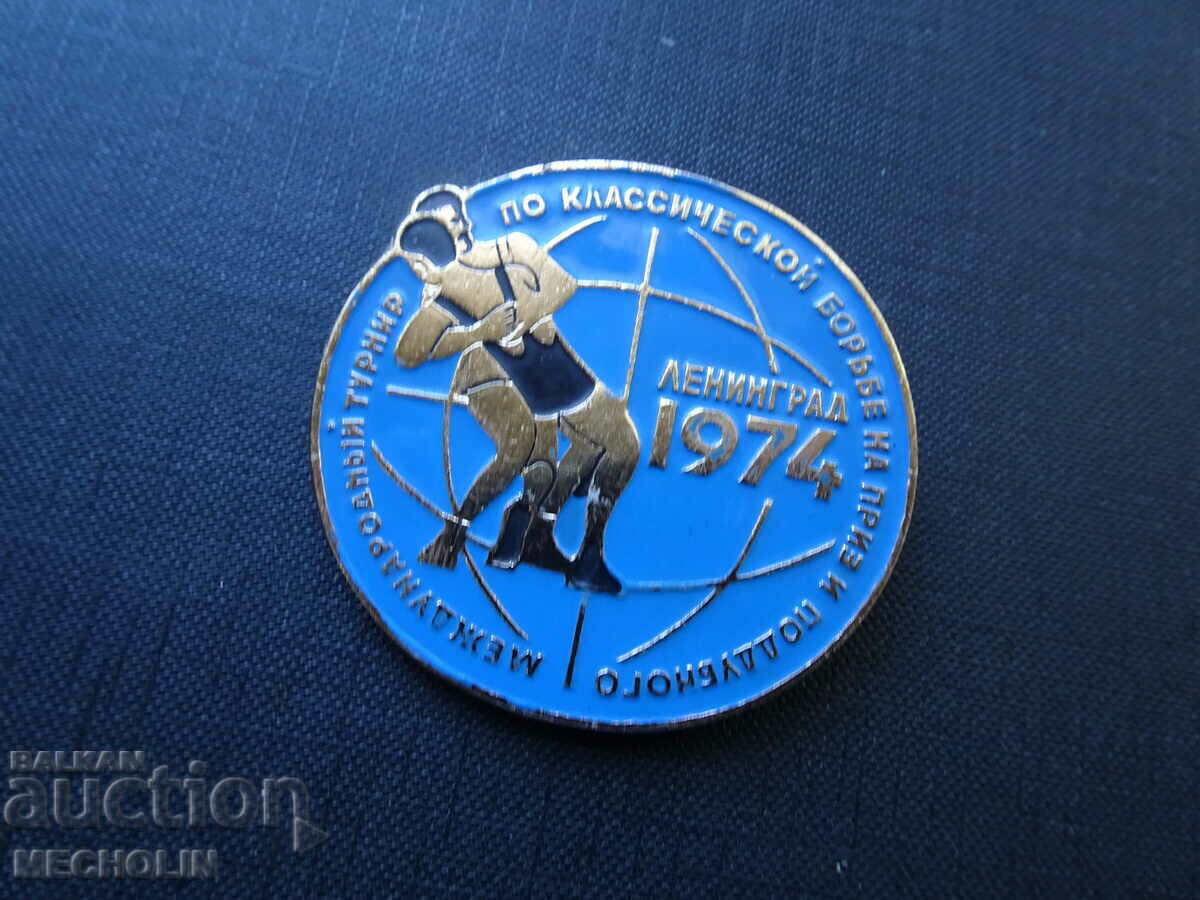 МЕЖДУНАРОДНЫЙ ТУРНИР ПО КЛАССИЧЕСКОЙ БОРЬБЕ НА ПРИЗ И ПОДДУБНОГО
ЛЕНИНГРАД
1974
BALKAN
auction
MECHOLIN